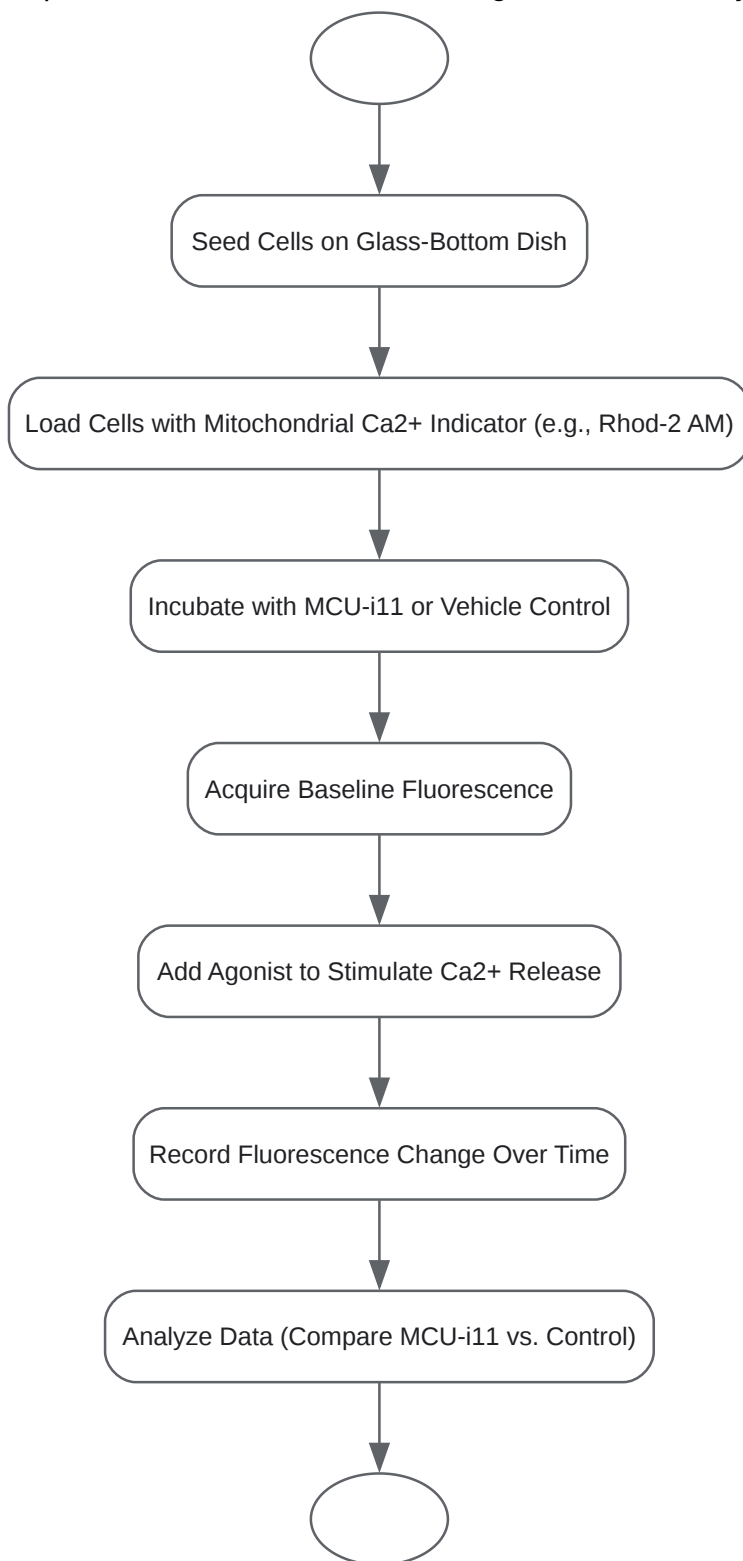 Seed Cells on Glass-Bottom Dish
Load Cells with Mitochondrial Ca2+ Indicator (e.g., Rhod-2 AM)
Incubate with MCU-i11 or Vehicle Control
Acquire Baseline Fluorescence
Add Agonist to Stimulate Ca2+ Release
Record Fluorescence Change Over Time
Analyze Data (Compare MCU-i11 vs. Control)